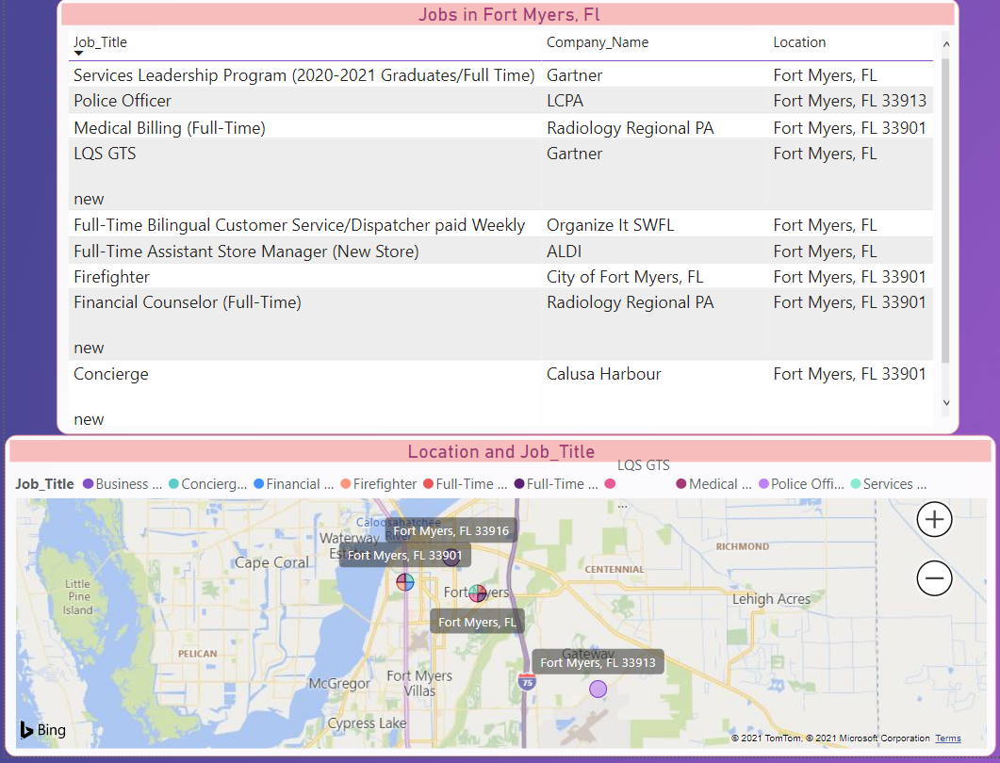 Jobs in Fort Myers, Fl
Job_Title Company_Name Location
Services Leadership Program (2020-2021 Graduates/Full Time) Gartner Fort Myers, FL
Police Officer LCPA Fort Myers, FL 33913
Medical Billing (Full-Time) Radiology Regional PA Fort Myers, FL 33901
LQS GTS Gartner Fort Myers, FL
new
Full-Time Bilingual Customer Service/Dispatcher paid Weekly Organize It SWFL Fort Myers, FL
Full-Time Assistant Store Manager (New Store) ALDI Fort Myers, FL
Firefighter City of Fort Myers, FL Fort Myers, FL 33901
Financial Counselor (Full-Time) Radiology Regional PA Fort Myers, FL 33901
new
Concierge Calusa Harbour Fort Myers, FL 33901
new
Location and Job_Title
LQS GTS
Job_Title Business ... Concierg... Financial ... Firefighter Full-Time ... Full-Time ... Medical ... Police Offi... Services ...
...
Caloosahatchee
River
Fort Myers, FL 33916
Waterway
Est
Fort Myers, FL 33901
RICHMOND
Cape Coral
CENTENNIAL
Little
Pine
Island
Fort Myers
Lehigh Acres
Fort Myers, FL
PELICAN
Gateway
Fort Myers, FL 33913
McGregor
Fort Myers
Villas
75
Cypress Lake
Bing
© 2021 TomTom, © 2021 Microsoft Corporation Terms